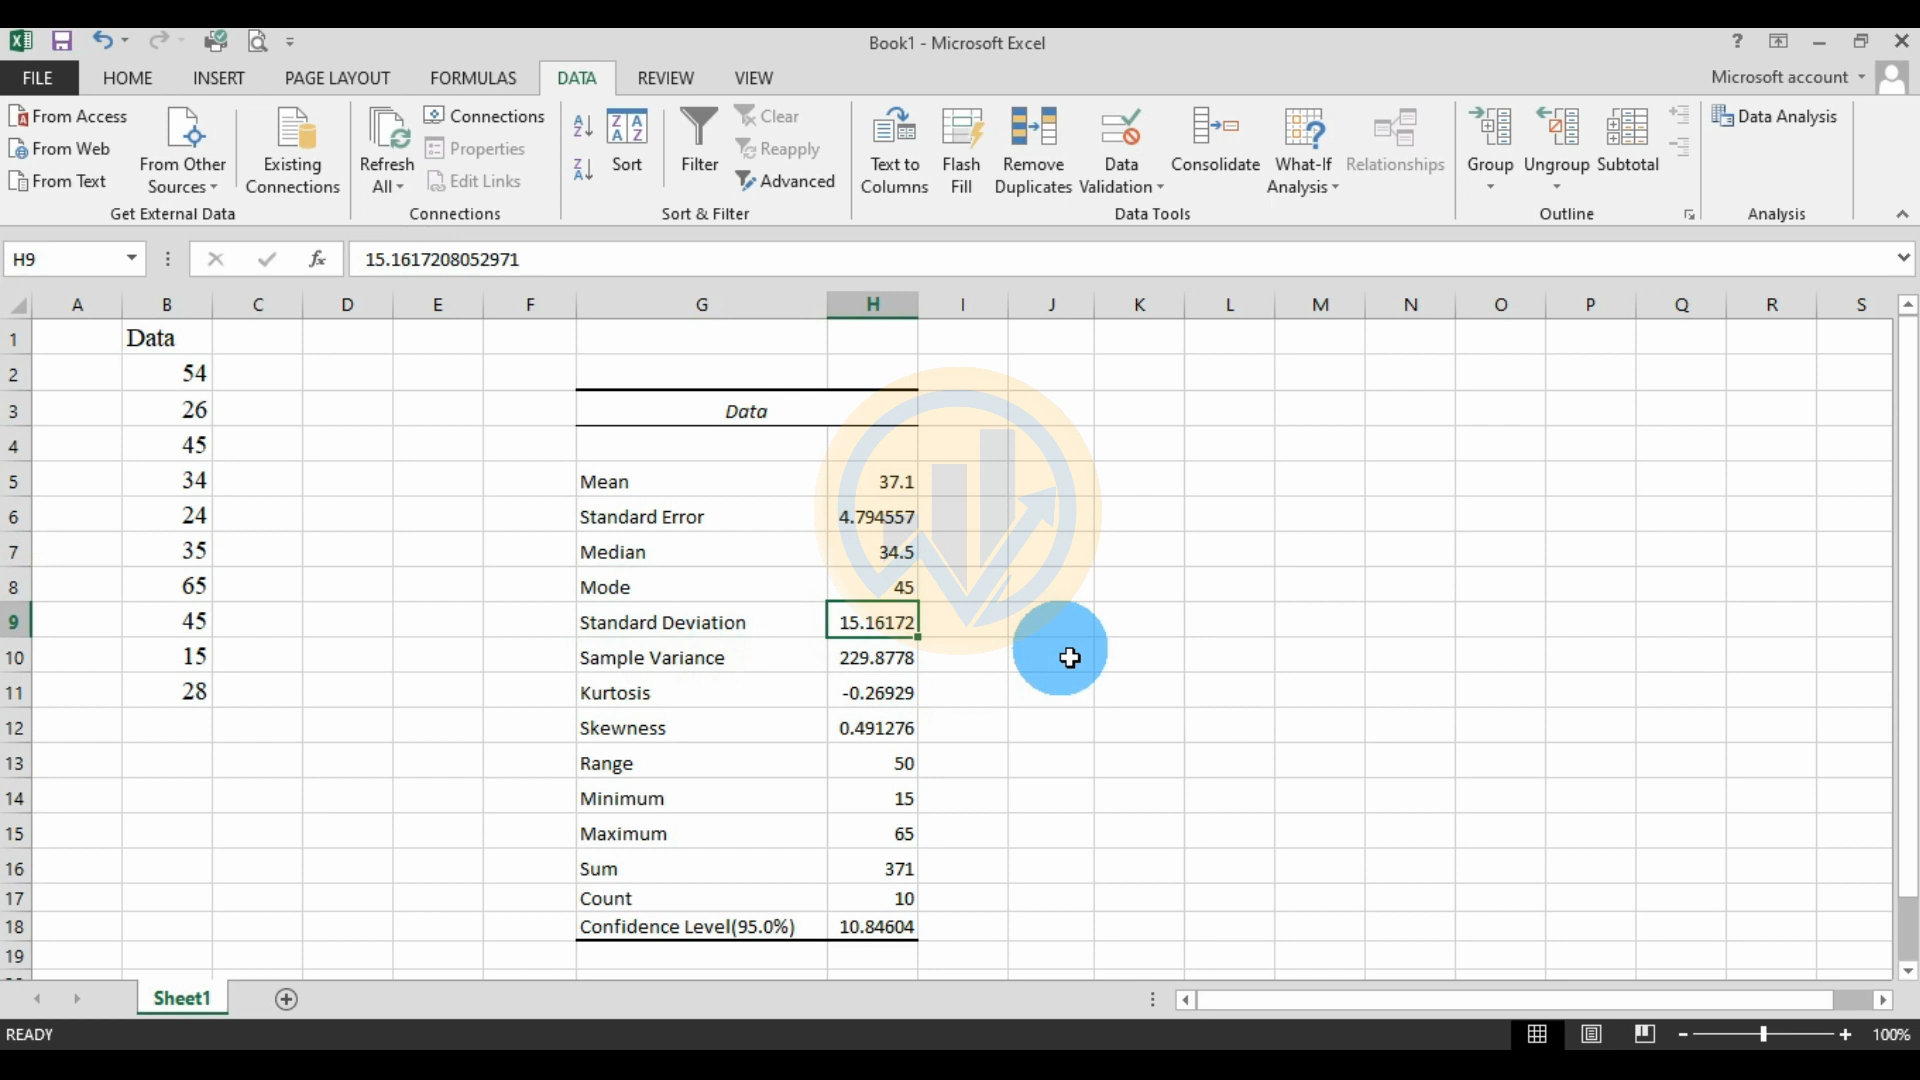 Book1 - Microsoft Excel
?
FILE HOME INSERT PAGE LAYOUT FORMULAS DATA REVIEW VIEW Microsoft account
From Access
From Web
From Text
From Other Sources
Existing Connections
Get External Data
Refresh All
Connections
Properties
Edit Links
Connections
Sort
Filter
Clear
Reapply
Advanced
Sort & Filter
Text to Columns
Flash Fill
Remove Duplicates
Data Validation
Consolidate
What-If Analysis
Relationships
Data Tools
Group
Ungroup
Subtotal
Outline
Data Analysis
Analysis
H9 fx 15.1617208052971
A B C D E F G H I J K L M N O P Q R S
1 Data
2 54
3 26 Data
4 45
5 34 Mean 37.1
6 24 Standard Error 4.794557
7 35 Median 34.5
8 65 Mode 45
9 45 Standard Deviation 15.16172
10 15 Sample Variance 229.8778
11 28 Kurtosis -0.26929
12 Skewness 0.491276
13 Range 50
14 Minimum 15
15 Maximum 65
16 Sum 371
17 Count 10
18 Confidence Level(95.0%) 10.84604
19
Sheet1
READY 100%